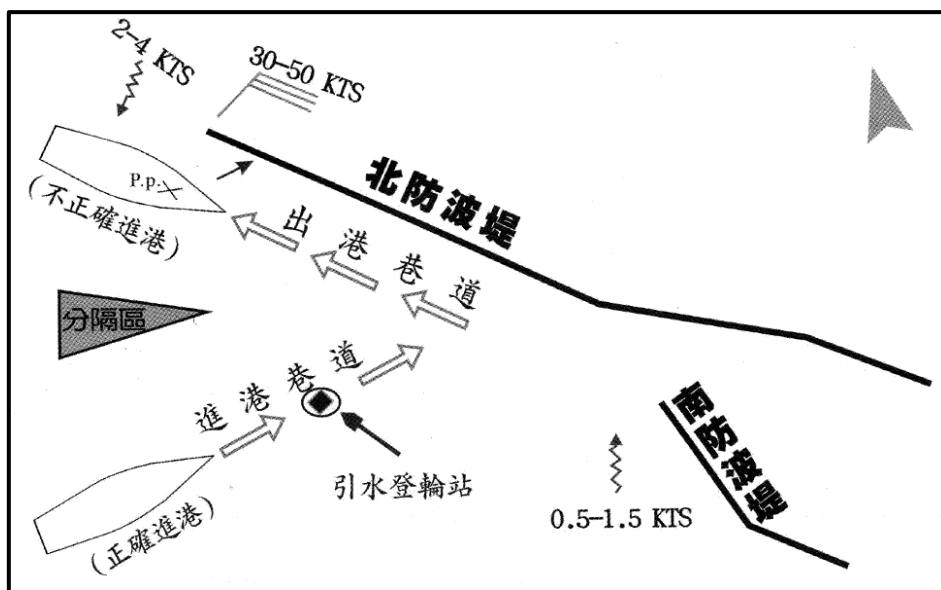 2-4 KTS
30-50 KTS
P.P.
(不正確進港)
北防波堤
出港巷道
分隔區
進港巷道
南防波堤
引水登輪站
0.5-1.5 KTS
(正確進港)